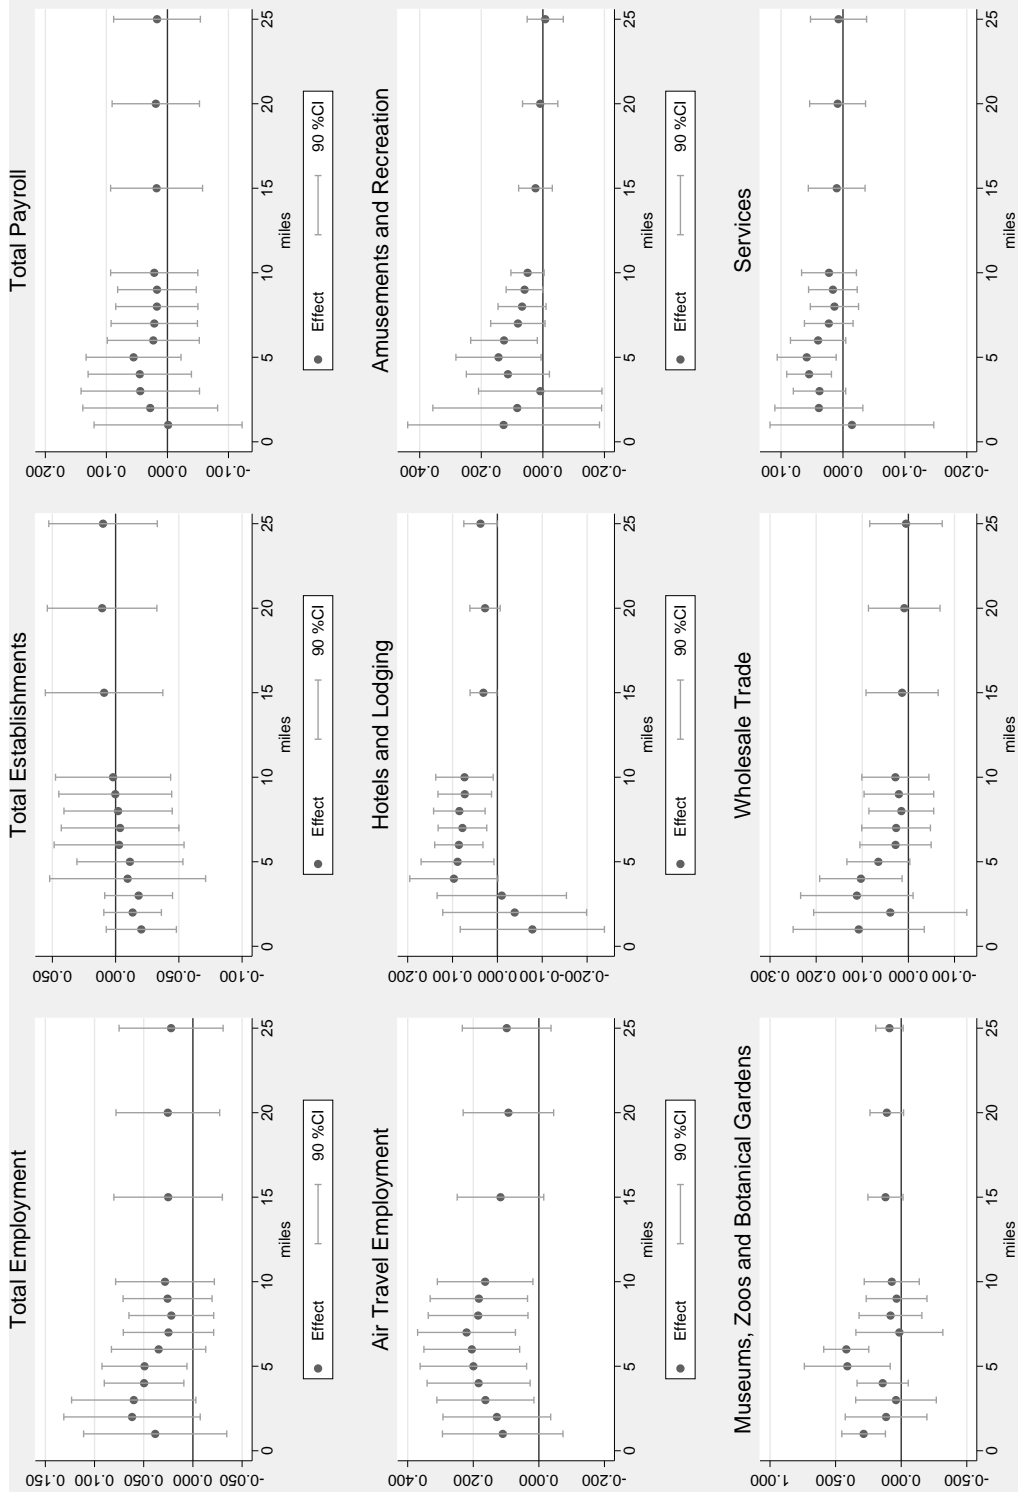 Total Employment
-0.050 0.000 0.050 0.100 0.150
0 5 10 15 20 25
miles
Effect 90 %CI
Total Establishments
-0.100 -0.050 0.000 0.050
0 5 10 15 20 25
miles
Effect 90 %CI
Total Payroll
-0.100 0.000 0.100 0.200
0 5 10 15 20 25
miles
Effect 90 %CI
Air Travel Employment
-0.200 0.000 0.200 0.400
0 5 10 15 20 25
miles
Effect 90 %CI
Hotels and Lodging
-0.200 -0.100 0.000 0.100 0.200
0 5 10 15 20 25
miles
Effect 90 %CI
Amusements and Recreation
-0.200 0.000 0.200 0.400
0 5 10 15 20 25
miles
Effect 90 %CI
Museums, Zoos and Botanical Gardens
-0.500 0.000 0.500 1.000
0 5 10 15 20 25
miles
Wholesale Trade
-0.100 0.000 0.100 0.200 0.300
0 5 10 15 20 25
miles
Services
-0.200 -0.100 0.000 0.100
0 5 10 15 20 25
miles